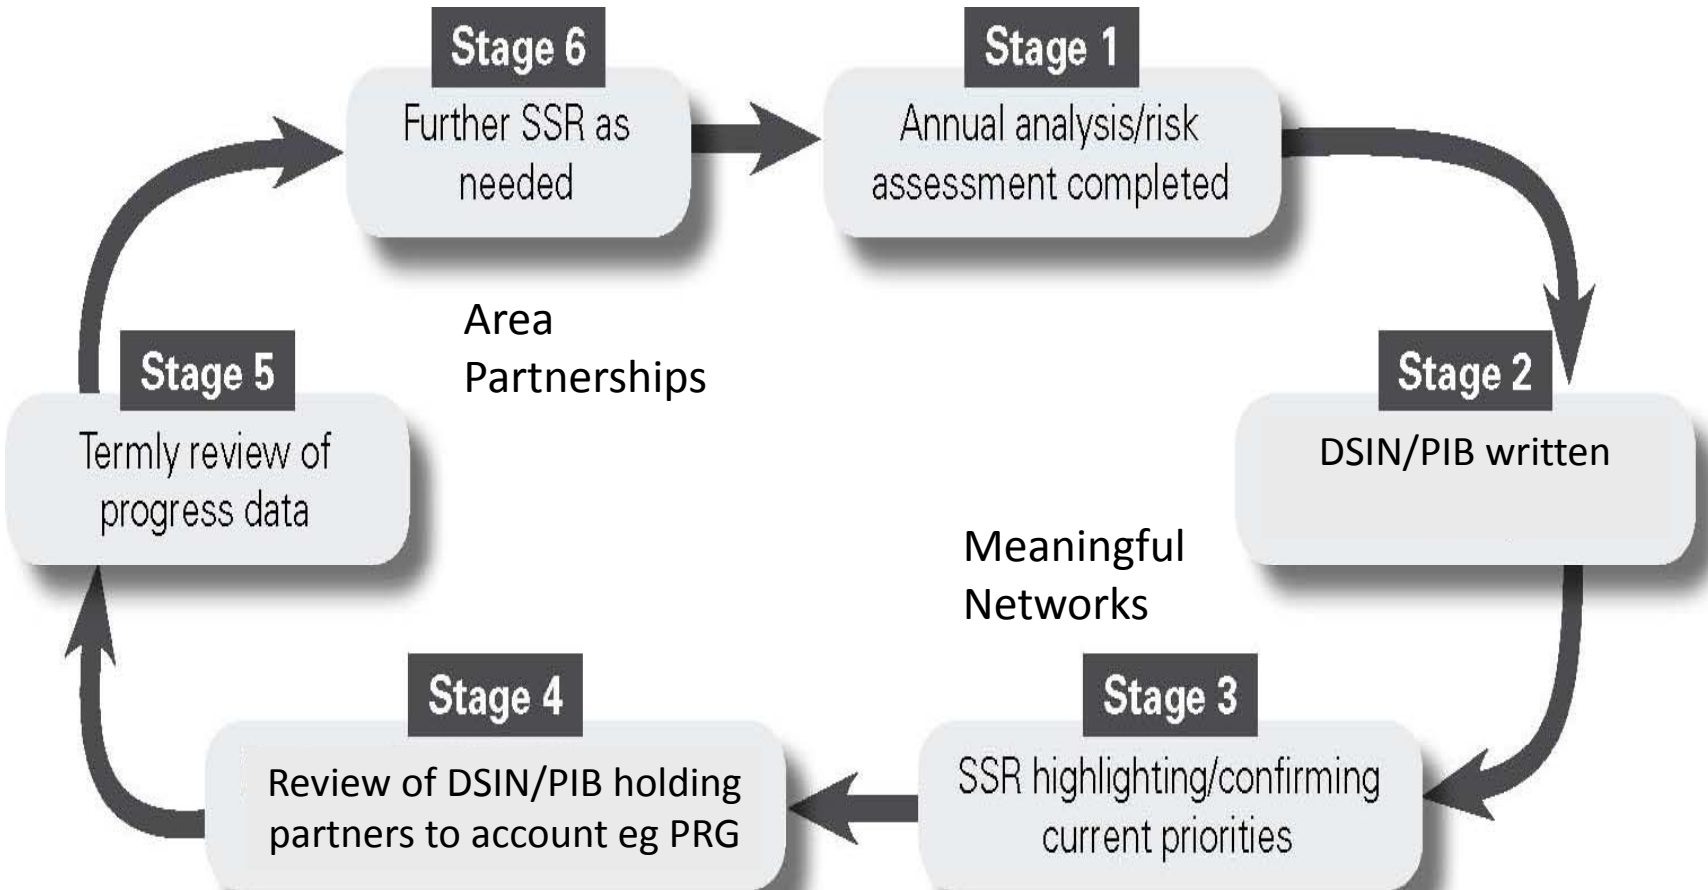 Stage 6
Further SSR as
needed
Stage 1
Annual analysis/risk
assessment completed
Area
Partnerships
Stage 5
Termly review of
progress data
Stage 2
DSIN/PIB written
Meaningful
Networks
Stage 4
Review of DSIN/PIB holding
partners to account eg PRG
Stage 3
SSR highlighting/confirming
current priorities